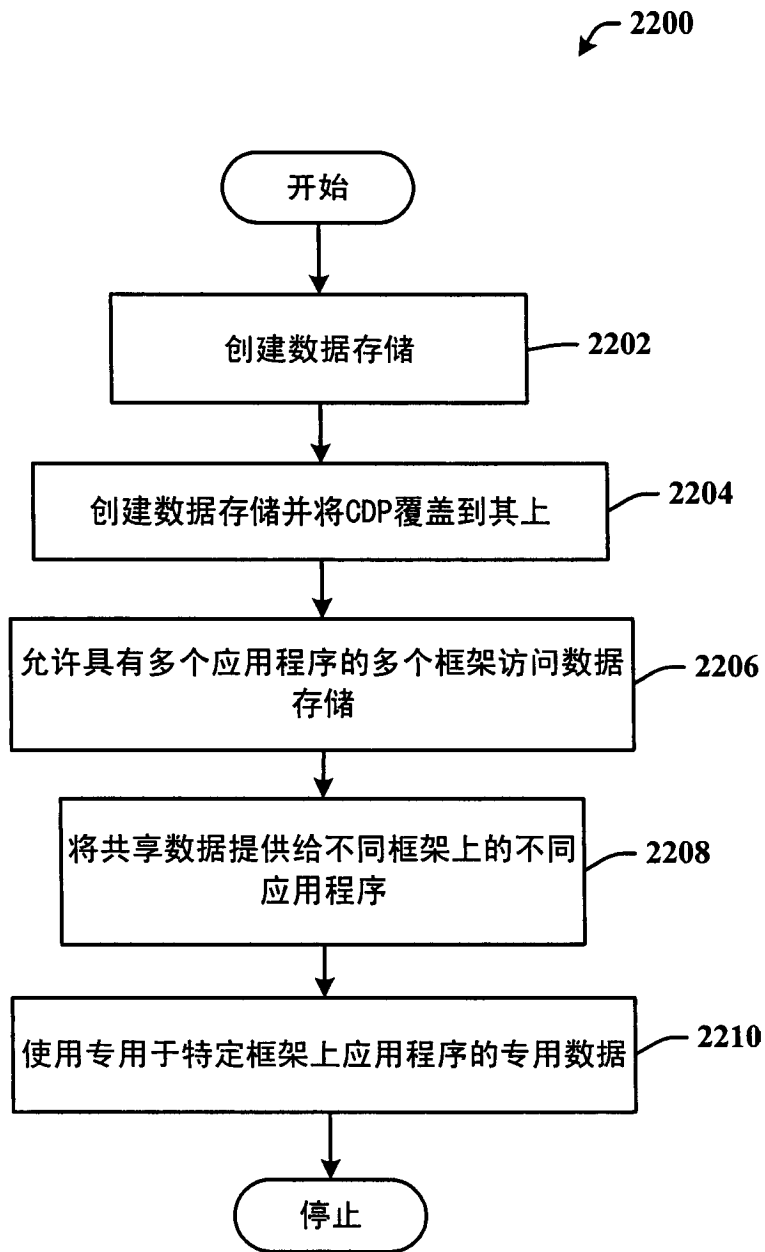 2200
开始
创建数据存储
2202
创建数据存储并将CDP覆盖到其上
2204
允许具有多个应用程序的多个框架访问数据
存储
2206
将共享数据提供给不同框架上的不同
应用程序
2208
使用专用于特定框架上应用程序的专用数据
2210
停止